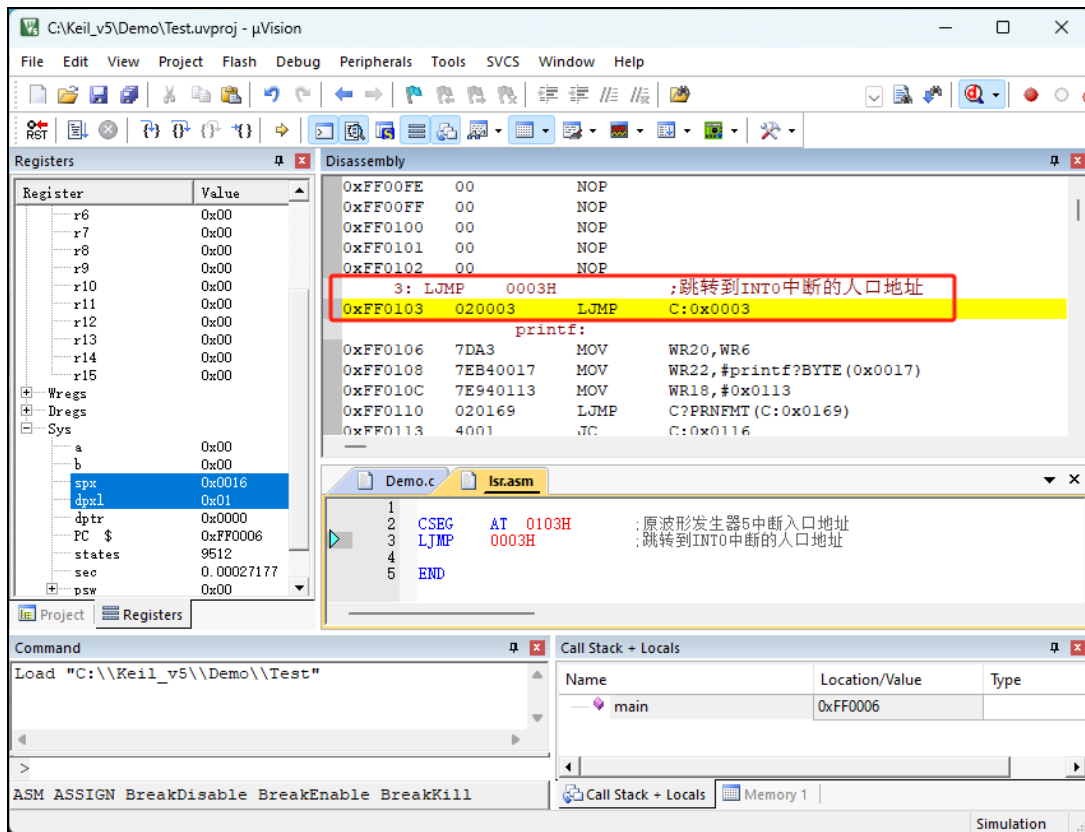 C:\Keil_v5\Demo\Test.uvproj - µVision
File Edit View Project Flash Debug Peripherals Tools SVCS Window Help
RST
Registers
Register Value
r6 0x00
r7 0x00
r8 0x00
r9 0x00
r10 0x00
r11 0x00
r12 0x00
r13 0x00
r14 0x00
r15 0x00
Wregs
Dregs
Sys
a 0x00
b 0x00
spx 0x0016
dpxl 0x01
dptr 0x0000
PC $ 0xFF0006
states 9512
sec 0.00027177
psw 0x00
Project Registers
Disassembly
0xFF00FE 00 NOP
0xFF00FF 00 NOP
0xFF0100 00 NOP
0xFF0101 00 NOP
0xFF0102 00 NOP
3: LJMP 0003H ;跳转到INT0中断的入口地址
0xFF0103 020003 LJMP C:0x0003
printf:
0xFF0106 7DA3 MOV WR20,WR6
0xFF0108 7EB40017 MOV WR22,#printf?BYTE(0x0017)
0xFF010C 7E940113 MOV WR18,#0x0113
0xFF0110 020169 LJMP C?PRNFMT(C:0x0169)
0xFF0113 4001 JC C:0x0116
Demo.c Isr.asm
1
2 CSEG AT 0103H ;原波形发生器5中断入口地址
3 LJMP 0003H ;跳转到INT0中断的入口地址
4
5 END
Command
Load "C:\\Keil_v5\\Demo\\Test"
>
ASM ASSIGN BreakDisable BreakEnable BreakKill
Call Stack + Locals
Name Location/Value Type
main 0xFF0006
Call Stack + Locals Memory 1
Simulation